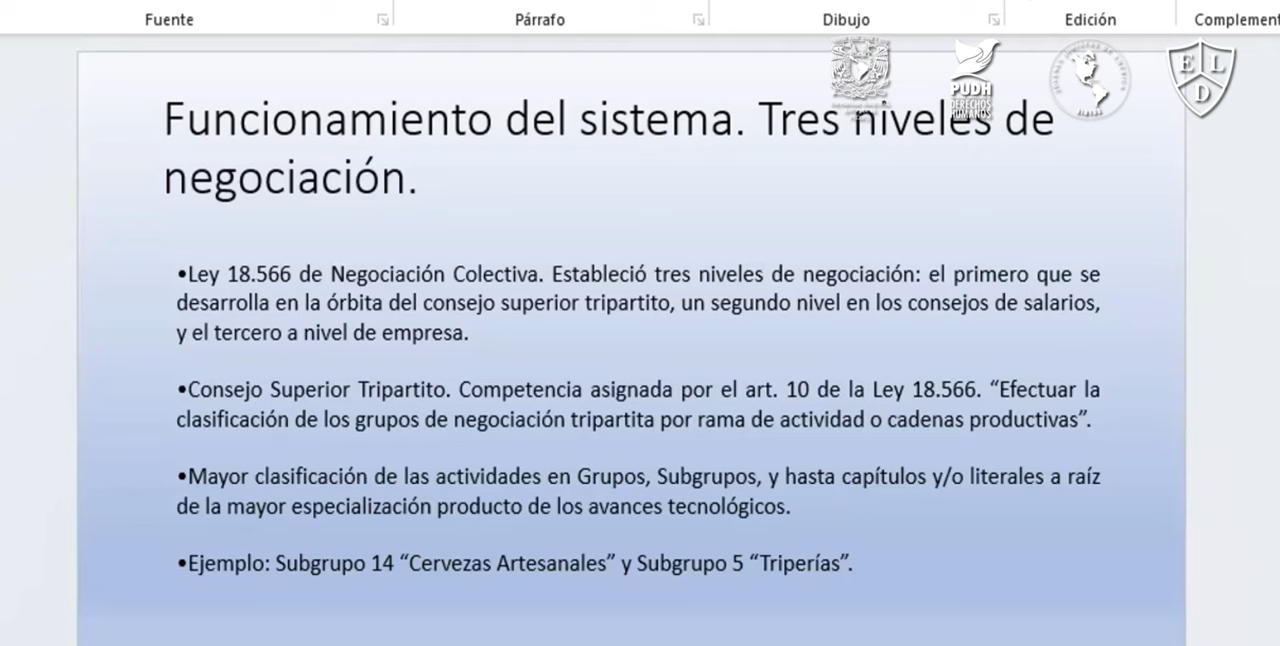 Fuente Párrafo Dibujo Edición Complement
PUDH
DERECHOS
HUMANOS
E L
D
Funcionamiento del sistema. Tres niveles de
negociación.
•Ley 18.566 de Negociación Colectiva. Estableció tres niveles de negociación: el primero que se
desarrolla en la órbita del consejo superior tripartito, un segundo nivel en los consejos de salarios,
y el tercero a nivel de empresa.
•Consejo Superior Tripartito. Competencia asignada por el art. 10 de la Ley 18.566. “Efectuar la
clasificación de los grupos de negociación tripartita por rama de actividad o cadenas productivas”.
•Mayor clasificación de las actividades en Grupos, Subgrupos, y hasta capítulos y/o literales a raíz
de la mayor especialización producto de los avances tecnológicos.
•Ejemplo: Subgrupo 14 “Cervezas Artesanales” y Subgrupo 5 “Triperías”.